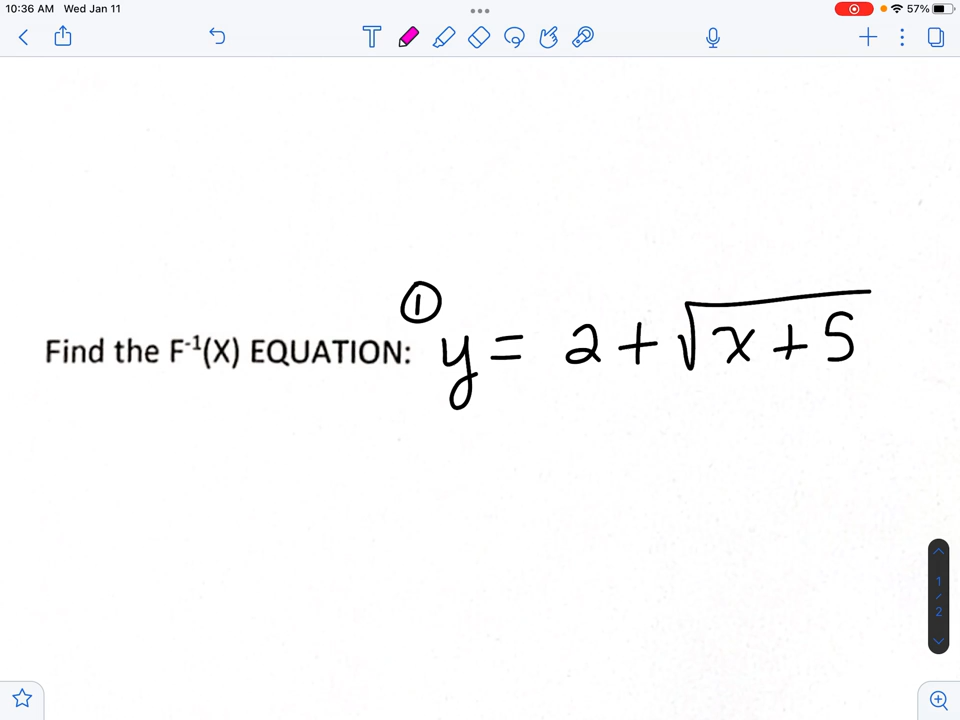 10:36 AM Wed Jan 11
57%
T
①
Find the F⁻¹(X) EQUATION: y = 2 + √(x + 5)
1
/
2